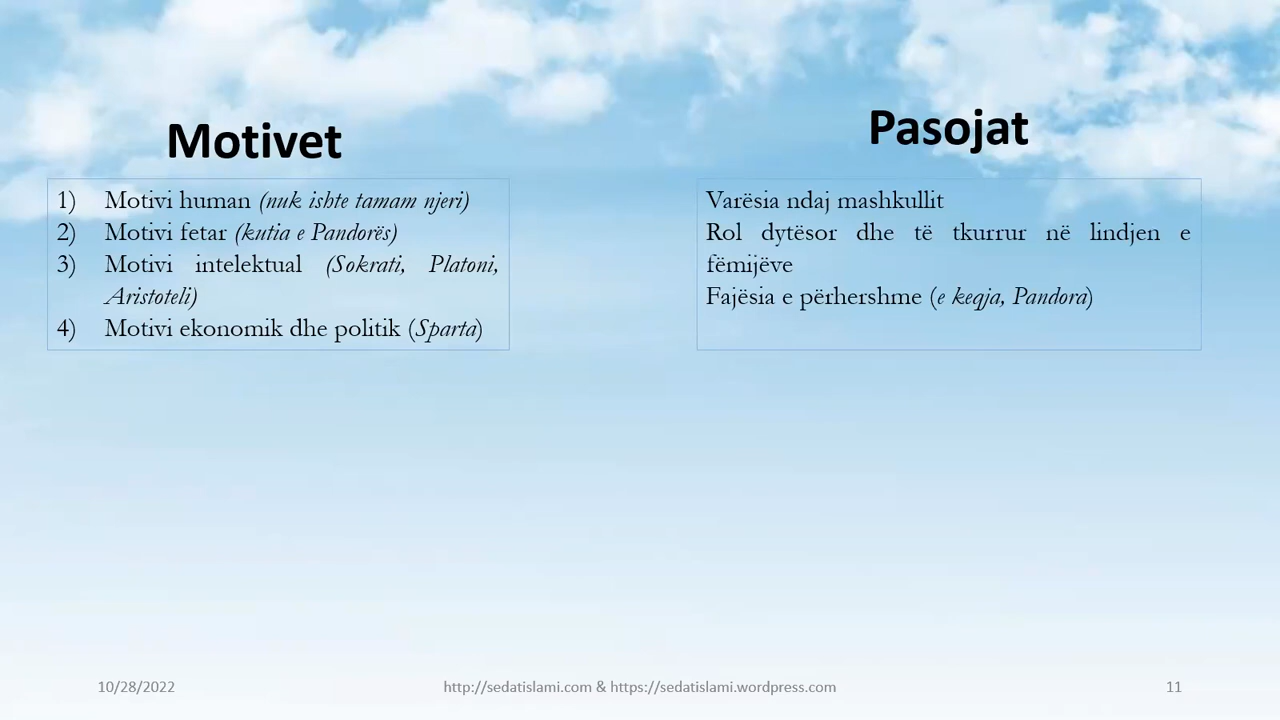 Motivet
1) Motivi human (nuk ishte tamam njeri)
2) Motivi fetar (kutia e Pandorës)
3) Motivi intelektual (Sokrati, Platoni,
Aristoteli)
4) Motivi ekonomik dhe politik (Sparta)
Pasojat
Varësia ndaj mashkullit
Rol dytësor dhe të tkurrur në lindjen e
fëmijëve
Fajësia e përhershme (e keqja, Pandora)
10/28/2022
http://sedatislami.com & https://sedatislami.wordpress.com
11